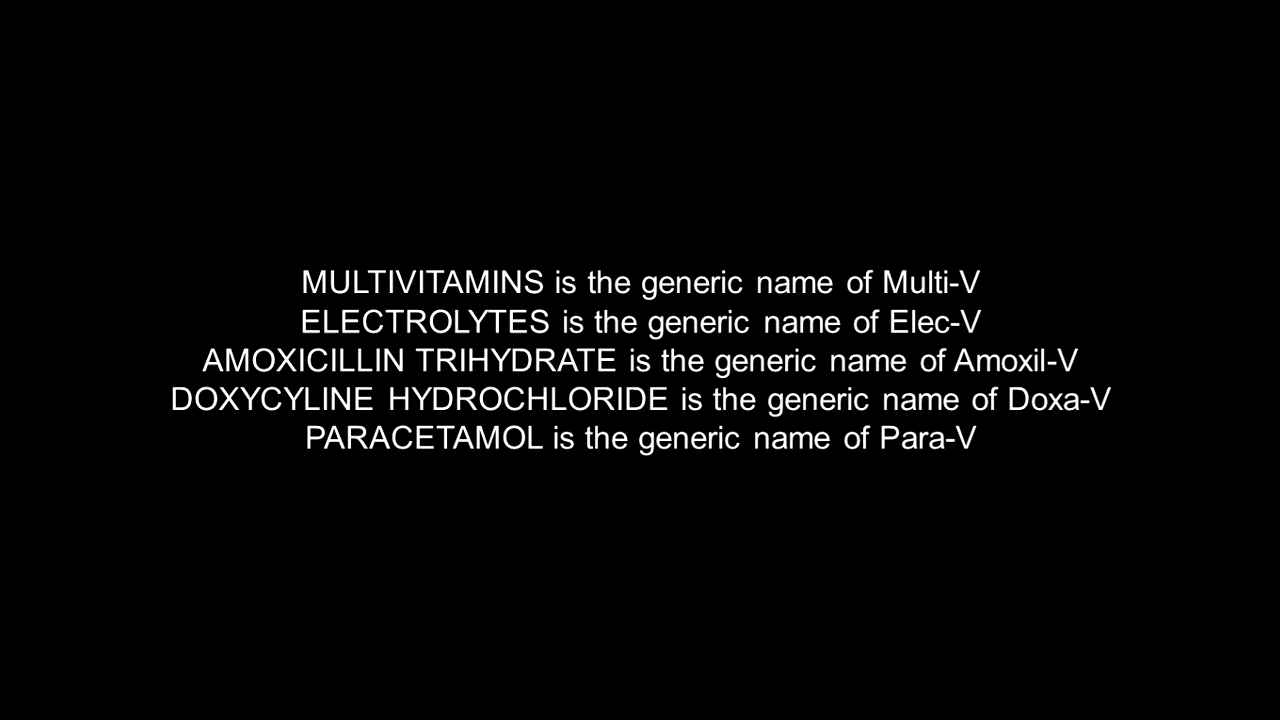 MULTIVITAMINS is the generic name of Multi-V
ELECTROLYTES is the generic name of Elec-V
AMOXICILLIN TRIHYDRATE is the generic name of Amoxil-V
DOXYCYLINE HYDROCHLORIDE is the generic name of Doxa-V
PARACETAMOL is the generic name of Para-V